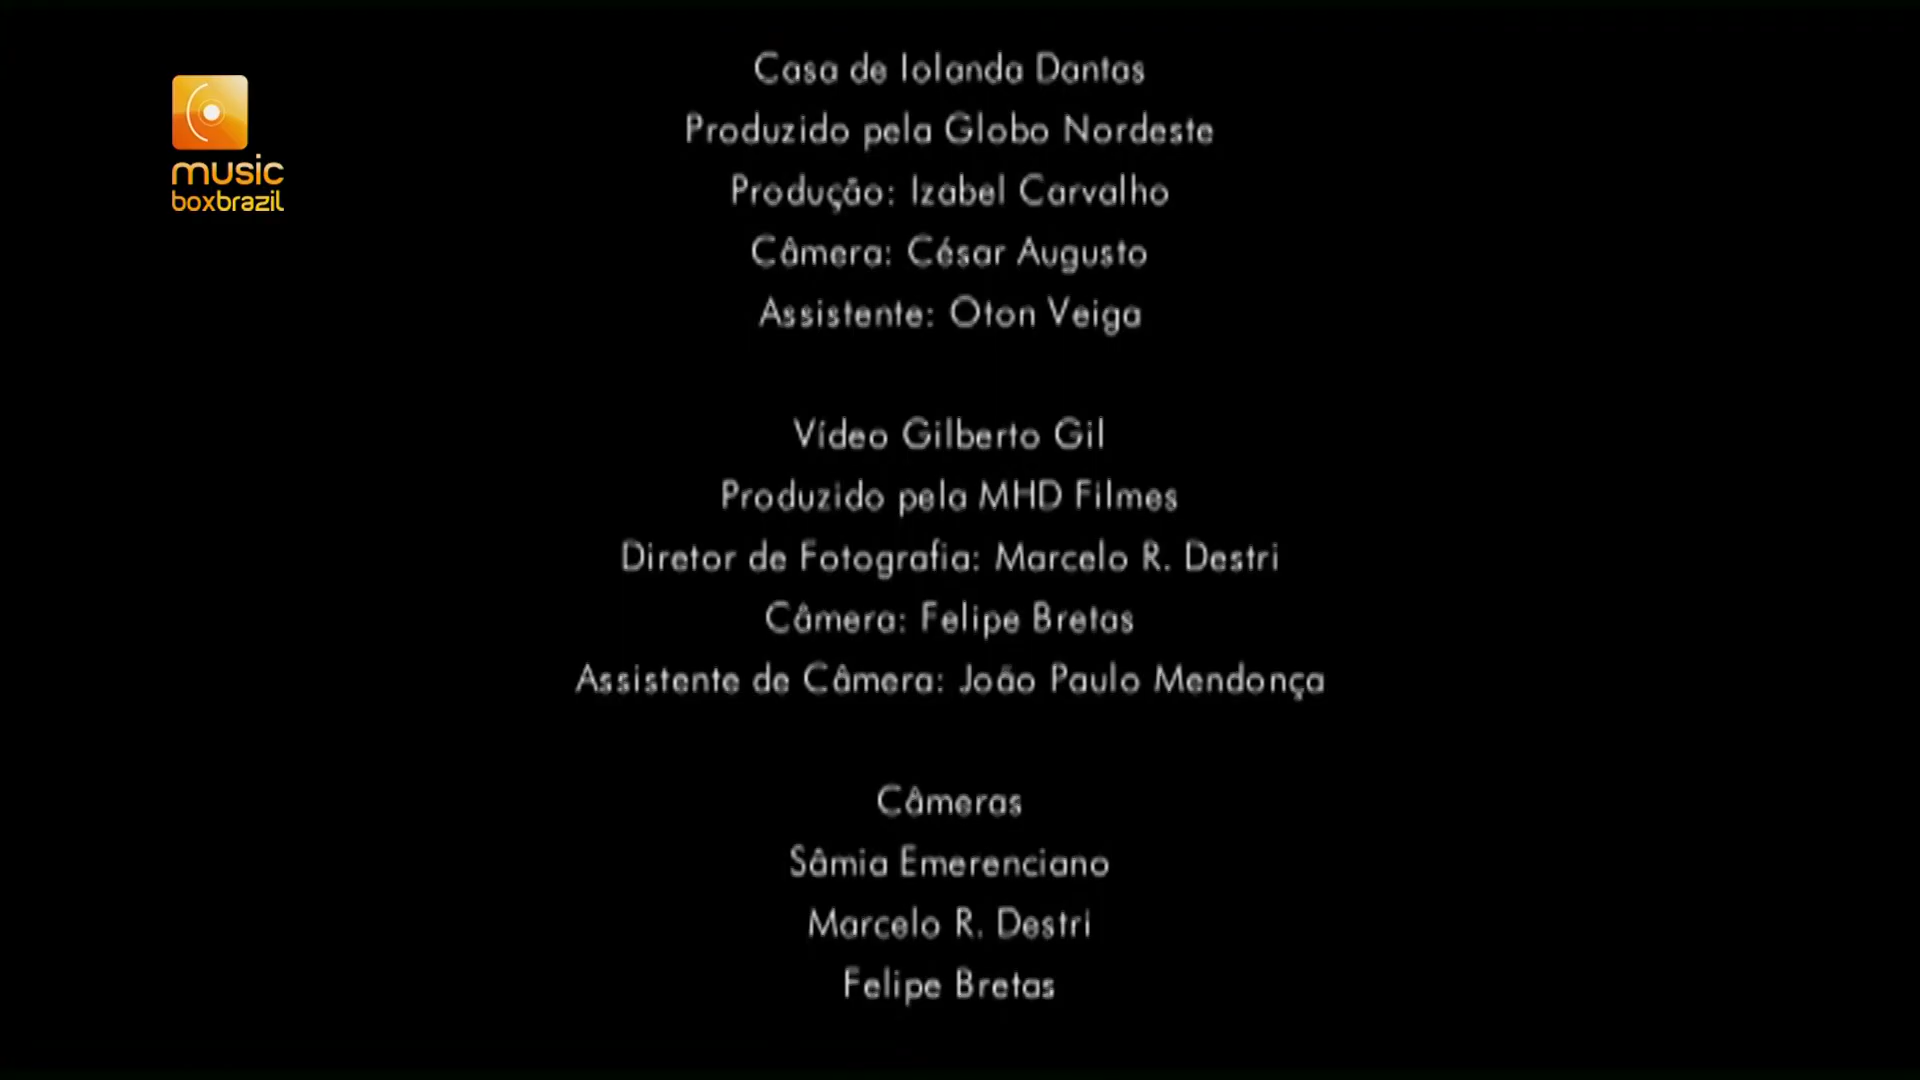 music
boxbrazil
Casa de Iolanda Dantas
Produzido pela Globo Nordeste
Produção: Izabel Carvalho
Câmera: César Augusto
Assistente: Oton Veiga
Vídeo Gilberto Gil
Produzido pela MHD Filmes
Diretor de Fotografia: Marcelo R. Destri
Câmera: Felipe Bretas
Assistente de Câmera: João Paulo Mendonça
Câmeras
Sâmia Emerenciano
Marcelo R. Destri
Felipe Bretas